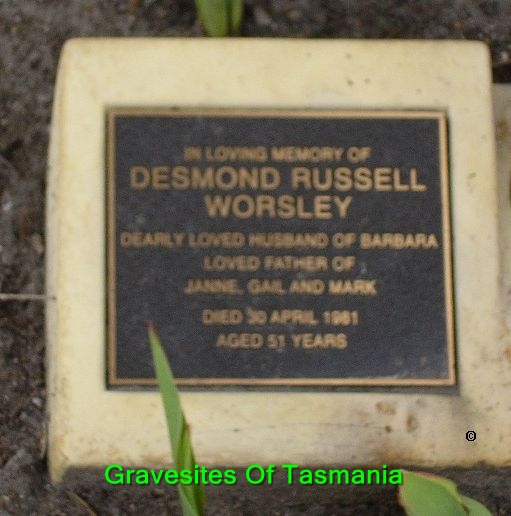 IN LOVING MEMORY OF
DESMOND RUSSELL
WORSLEY
DEARLY LOVED HUSBAND OF BARBARA
LOVED FATHER OF
JANNE, GAIL AND MARK
DIED 30 APRIL 1981
AGED 51 YEARS
©
Gravesites Of Tasmania